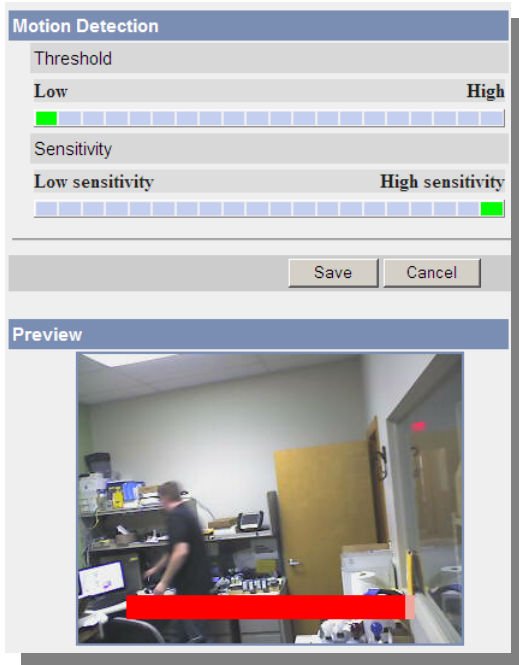 Motion Detection
Threshold
Low High
Sensitivity
Low sensitivity High sensitivity
Save Cancel
Preview